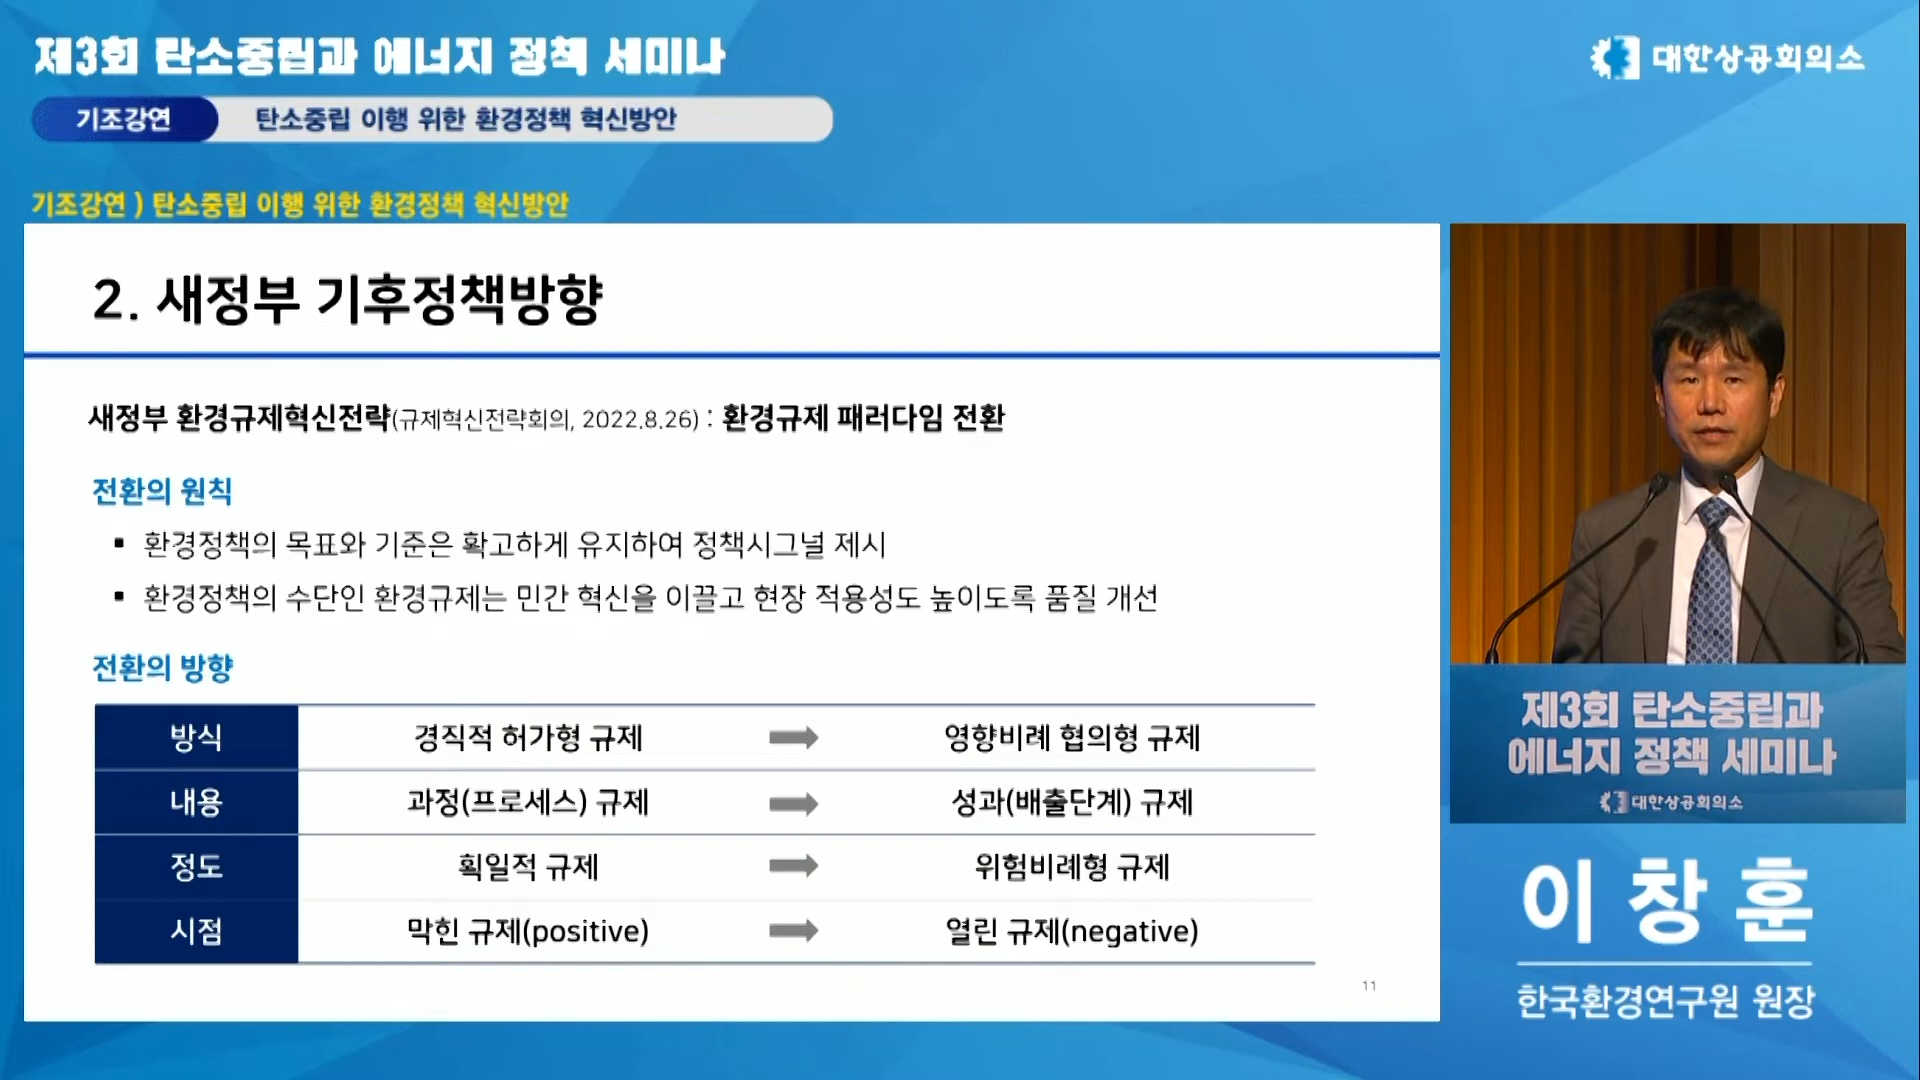 제3회 탄소중립과 에너지 정책 세미나
대한상공회의소
기조강연 탄소중립 이행 위한 환경정책 혁신방안
기조강연 ) 탄소중립 이행 위한 환경정책 혁신방안
2. 새정부 기후정책방향
새정부 환경규제혁신전략(규제혁신전략회의, 2022.8.26) : 환경규제 패러다임 전환
전환의 원칙
▪ 환경정책의 목표와 기준은 확고하게 유지하여 정책시그널 제시
▪ 환경정책의 수단인 환경규제는 민간 혁신을 이끌고 현장 적용성도 높이도록 품질 개선
전환의 방향
방식 경직적 허가형 규제 ➡ 영향비례 협의형 규제
내용 과정(프로세스) 규제 ➡ 성과(배출단계) 규제
정도 획일적 규제 ➡ 위험비례형 규제
시점 막힌 규제(positive) ➡ 열린 규제(negative)
11
제3회 탄소중립과
에너지 정책 세미나
대한상공회의소
이창훈
한국환경연구원 원장